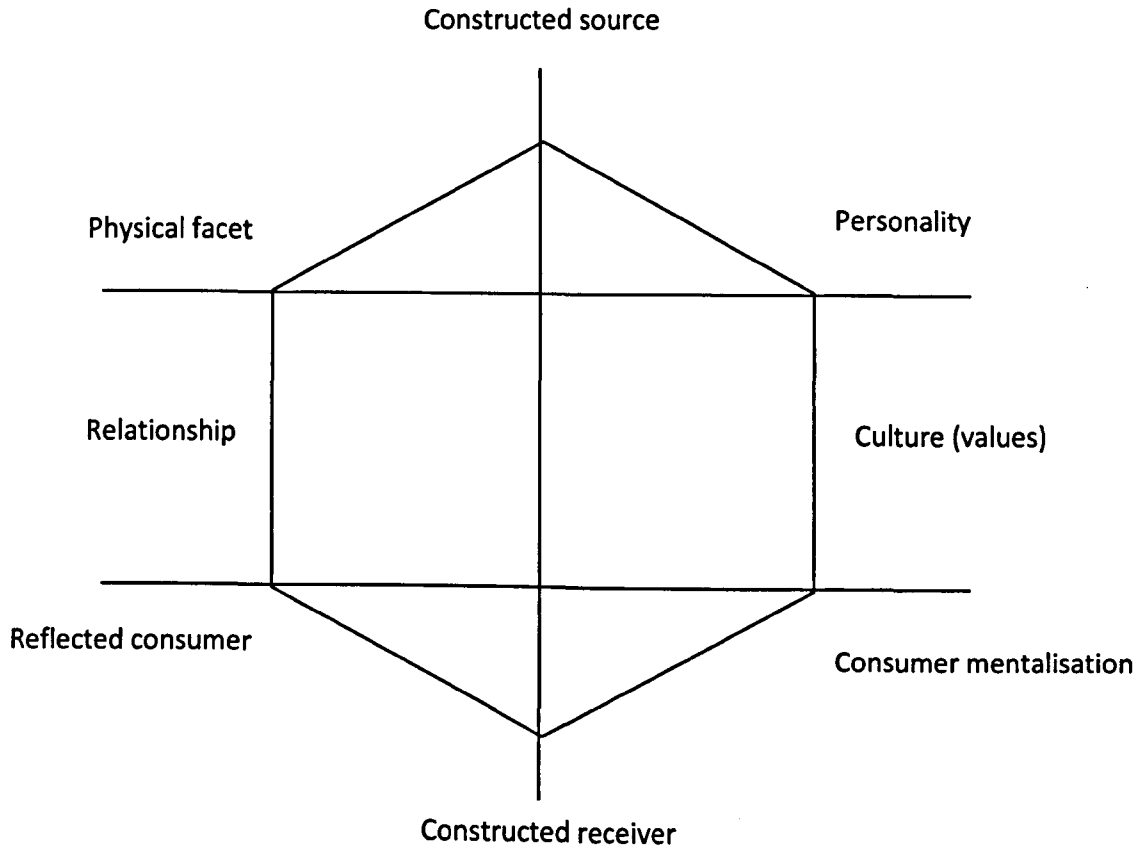 Constructed source
Physical facet
Personality
Relationship
Culture (values)
Reflected consumer
Consumer mentalisation
Constructed receiver